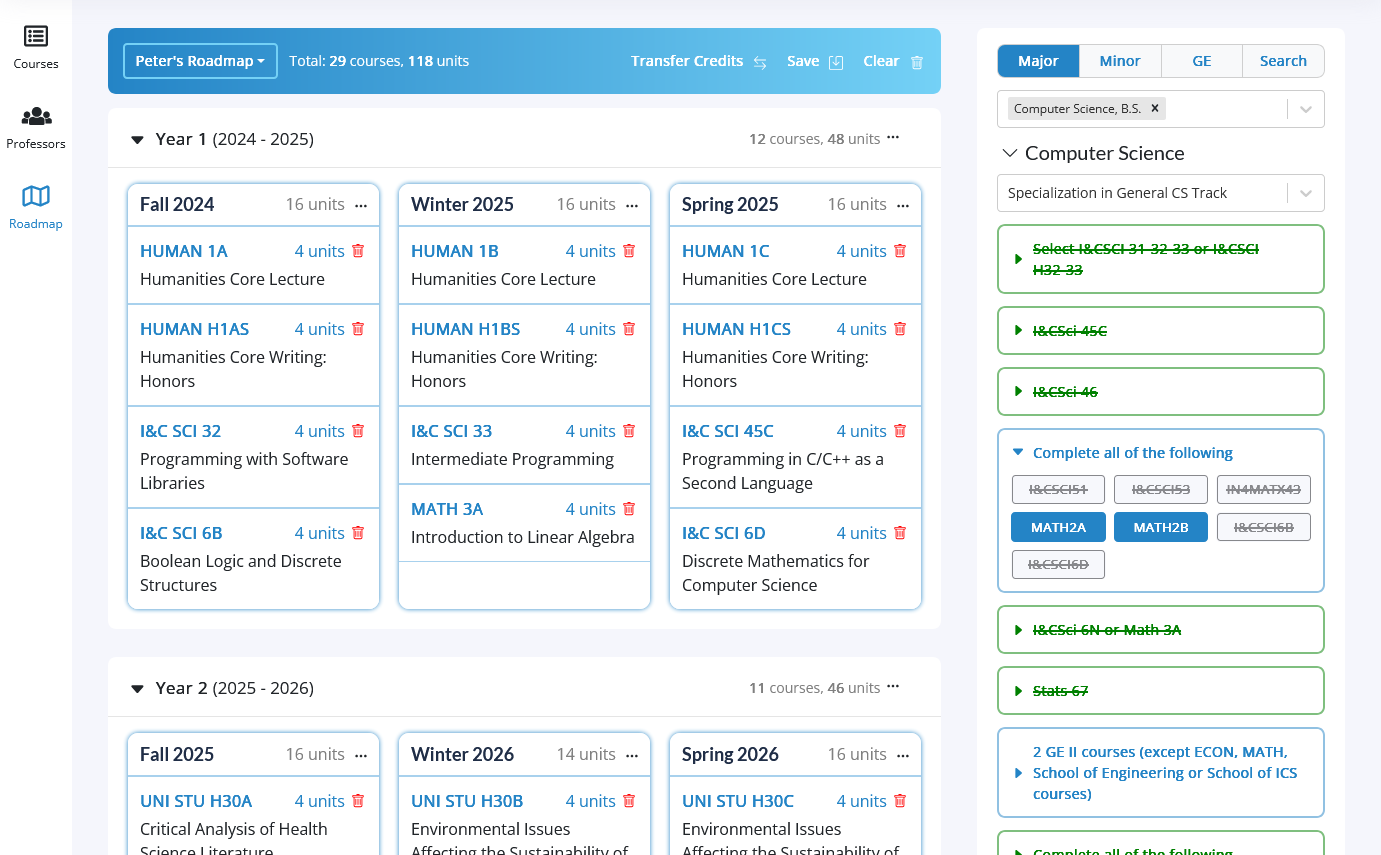 Courses
Professors
Roadmap
Peter's Roadmap
Total: 29 courses, 118 units
Transfer Credits
Save
Clear
Year 1 (2024 - 2025)
12 courses, 48 units
Fall 2024
16 units
HUMAN 1A
4 units
Humanities Core Lecture
HUMAN H1AS
4 units
Humanities Core Writing:
Honors
I&C SCI 32
4 units
Programming with Software
Libraries
I&C SCI 6B
4 units
Boolean Logic and Discrete
Structures
Winter 2025
16 units
HUMAN 1B
4 units
Humanities Core Lecture
HUMAN H1BS
4 units
Humanities Core Writing:
Honors
I&C SCI 33
4 units
Intermediate Programming
MATH 3A
4 units
Introduction to Linear Algebra
Spring 2025
16 units
HUMAN 1C
4 units
Humanities Core Lecture
HUMAN H1CS
4 units
Humanities Core Writing:
Honors
I&C SCI 45C
4 units
Programming in C/C++ as a
Second Language
I&C SCI 6D
4 units
Discrete Mathematics for
Computer Science
Year 2 (2025 - 2026)
11 courses, 46 units
Fall 2025
16 units
UNI STU H30A
4 units
Critical Analysis of Health
Science Literature
Winter 2026
14 units
UNI STU H30B
4 units
Environmental Issues
Affecting the Sustainability of
Spring 2026
16 units
UNI STU H30C
4 units
Environmental Issues
Affecting the Sustainability of
Major
Minor
GE
Search
Computer Science, B.S.
Computer Science
Specialization in General CS Track
Select I&CSCI 31-32-33 or I&CSCI
H32-33
I&CSci 45C
I&CSci 46
Complete all of the following
I&CSCI51
I&CSCI53
IN4MATX43
MATH2A
MATH2B
I&CSCI6B
I&CSCI6D
I&CSci 6N or Math 3A
Stats 67
2 GE II courses (except ECON, MATH,
School of Engineering or School of ICS
courses)
Complete all of the following